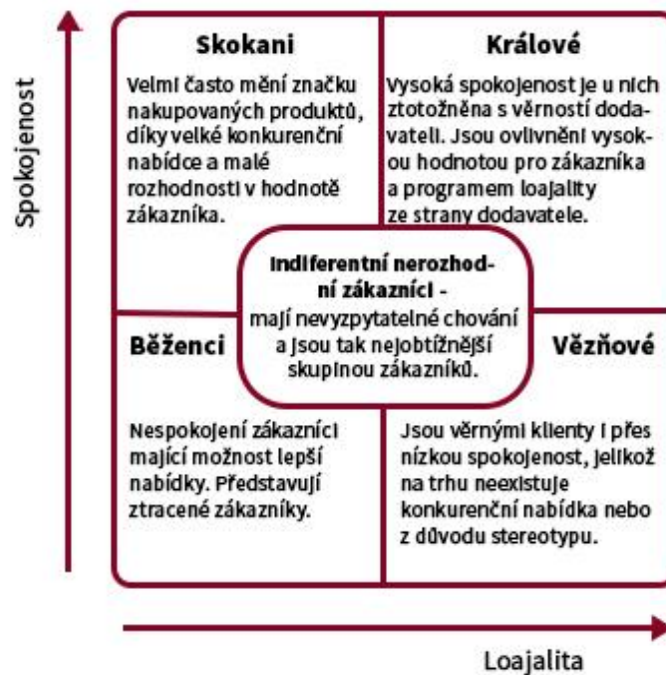 Spokojenost
Skokani
Velmi často mění značku
nakupovaných produktů,
díky velké konkurenční
nabídce a malé
rozhodnosti v hodnotě
zákazníka.
Králové
Vysoká spokojenost je u nich
ztotožněna s věrností doda-
vateli. Jsou ovlivnění vysok-
ou hodnotou pro zákazníka
a programem loajality
ze strany dodavatele.
Indiferentní nerozhod-
ní zákazníci -
mají nevyzpytatelné chování
a jsou tak nejobtížnější
skupinou zákazníků.
Běženci
Nespokojení zákazníci
mající možnost lepší
nabídky. Představují
ztracené zákazníky.
Vězňové
Jsou věrnými klienty i přes
nízkou spokojenost, jelikož
na trhu neexistuje
konkurenční nabídka nebo
z důvodu stereotypu.
Loajalita